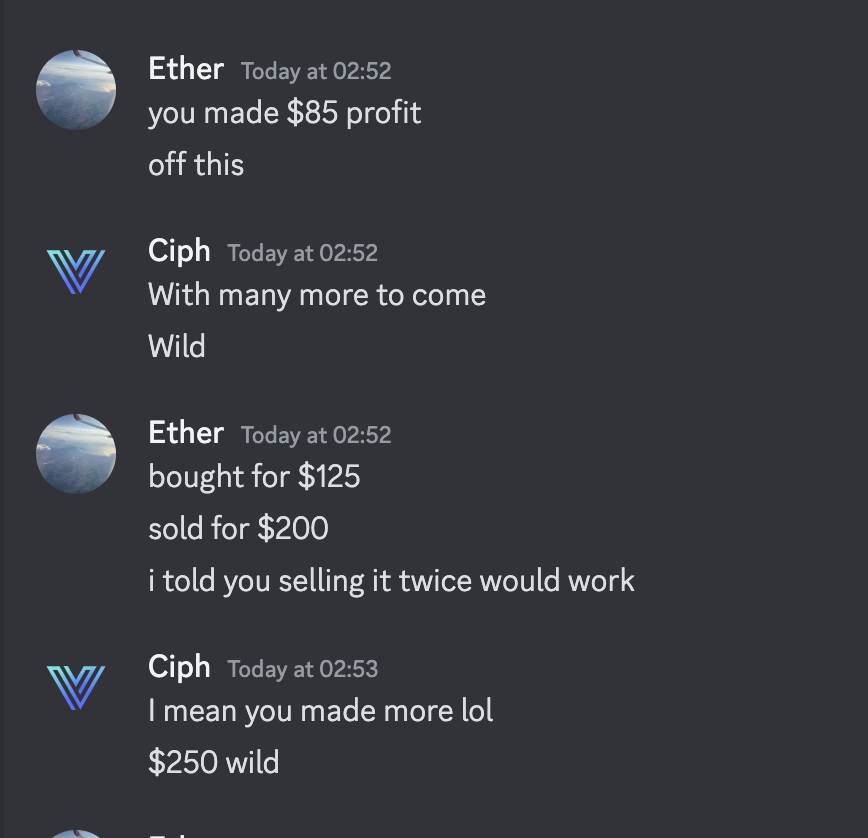 Ether Today at 02:52
you made $85 profit
off this
Ciph Today at 02:52
With many more to come
Wild
Ether Today at 02:52
bought for $125
sold for $200
i told you selling it twice would work
Ciph Today at 02:53
I mean you made more lol
$250 wild